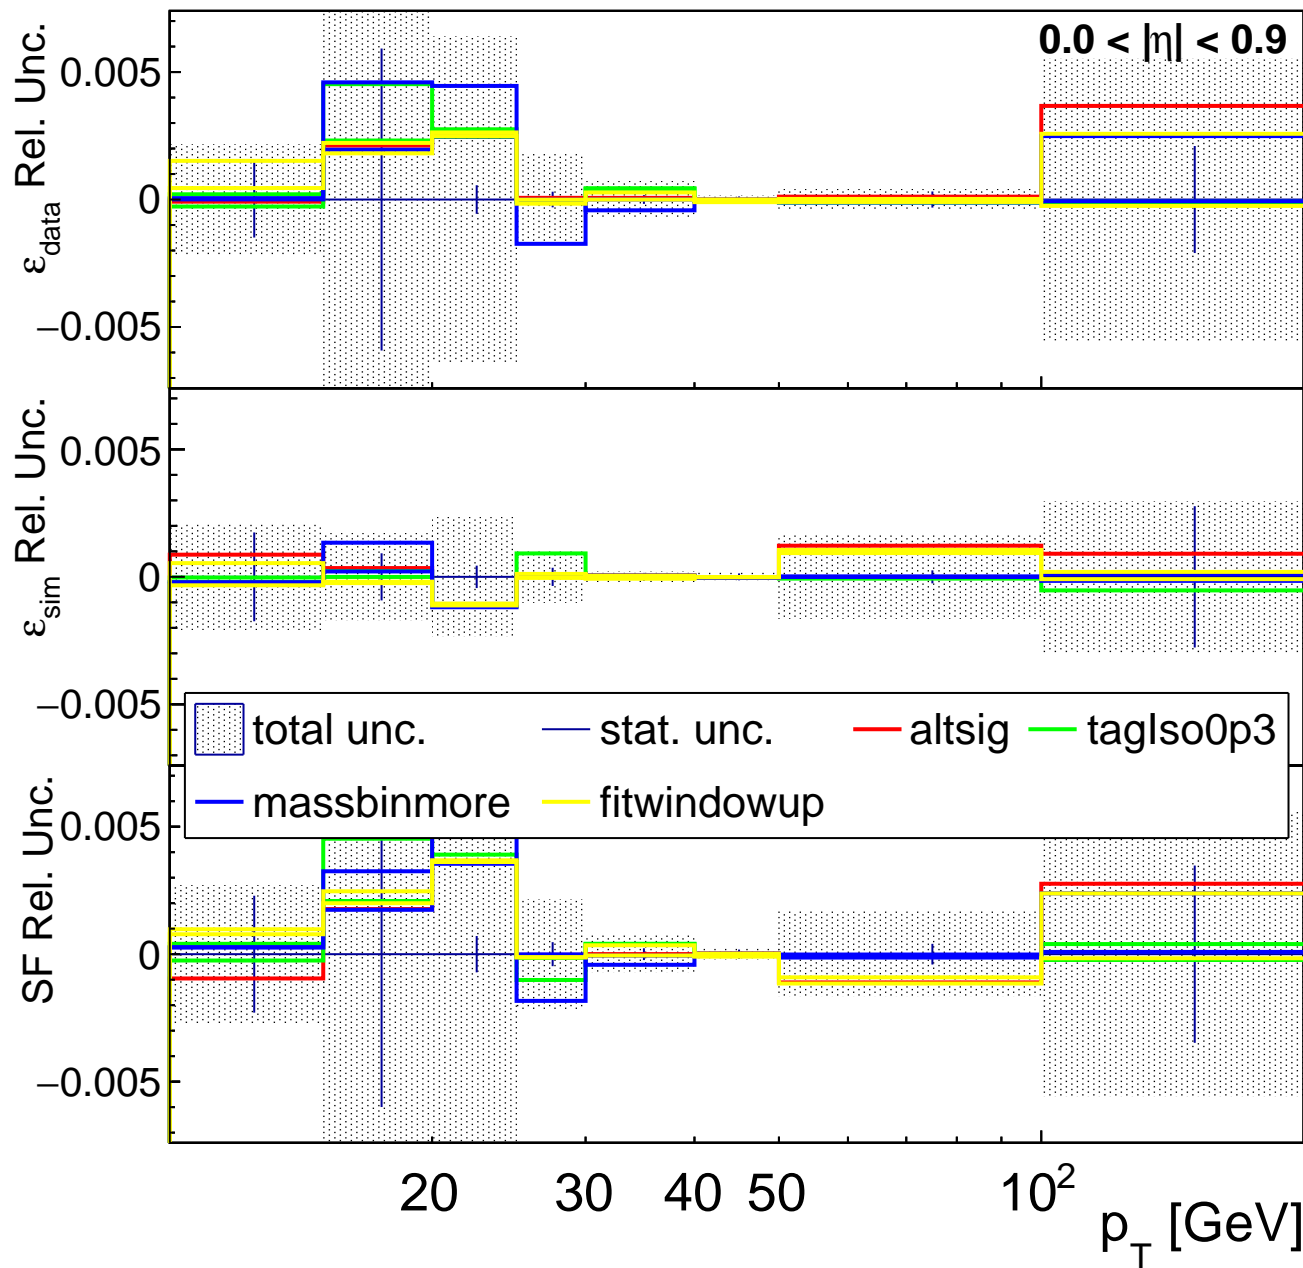 0.0 < |η| < 0.9
ε_data Rel. Unc.
0.005
0
−0.005
ε_sim Rel. Unc.
0.005
0
−0.005
total unc. stat. unc. altsig tagIso0p3
massbinmore fitwindowup
SF Rel. Unc.
0.005
0
−0.005
20 30 40 50 10²
p_T [GeV]